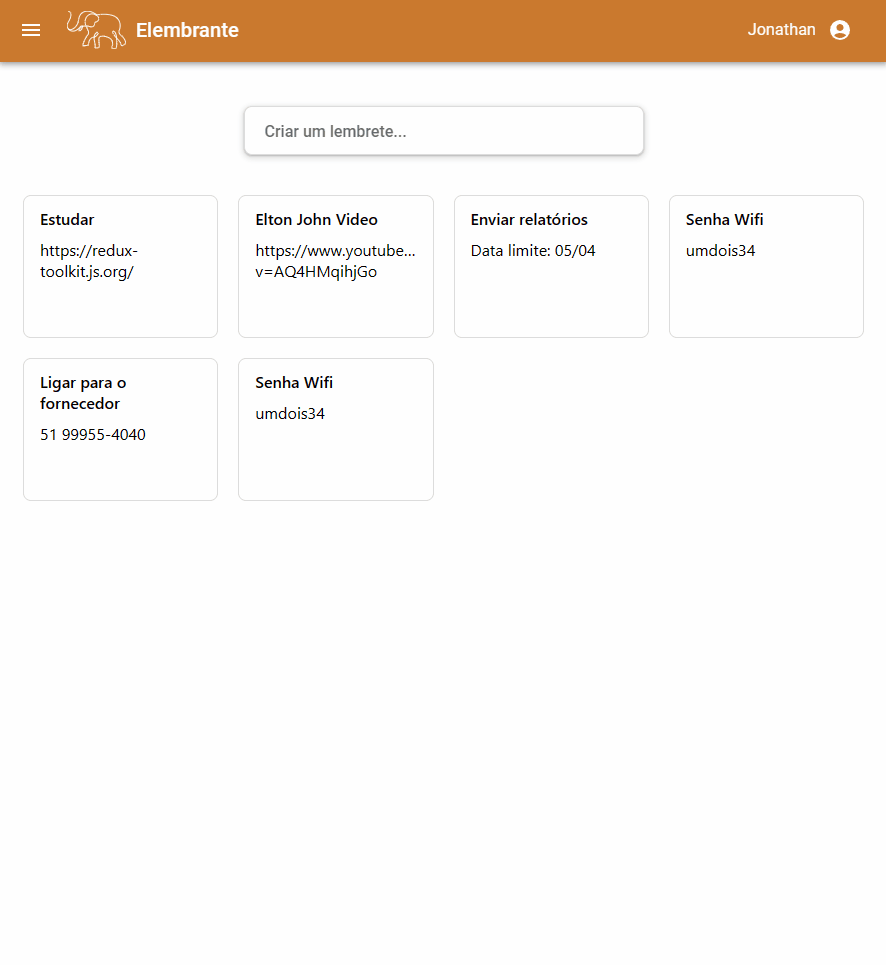 Elembrante
Jonathan
Criar um lembrete...
Estudar
https://redux-
toolkit.js.org/
Elton John Video
https://www.youtube...
v=AQ4HMqihjGo
Enviar relatórios
Data limite: 05/04
Senha Wifi
umdois34
Ligar para o
fornecedor
51 99955-4040
Senha Wifi
umdois34